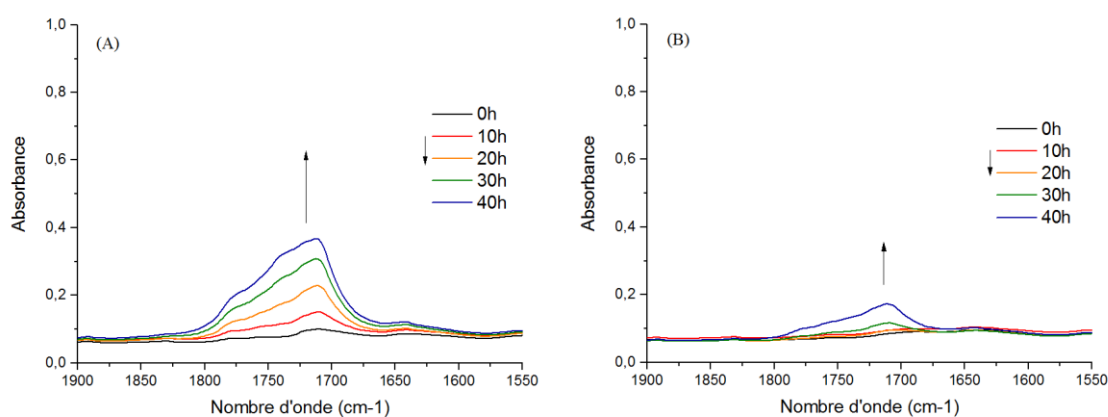 (A)
1,0
0,8
0,6
0,4
0,2
0,0
Absorbance
1900 1850 1800 1750 1700 1650 1600 1550
Nombre d'onde (cm-1)
0h
10h
20h
30h
40h
(B)
1,0
0,8
0,6
0,4
0,2
0,0
Absorbance
1900 1850 1800 1750 1700 1650 1600 1550
Nombre d'onde (cm-1)
0h
10h
20h
30h
40h